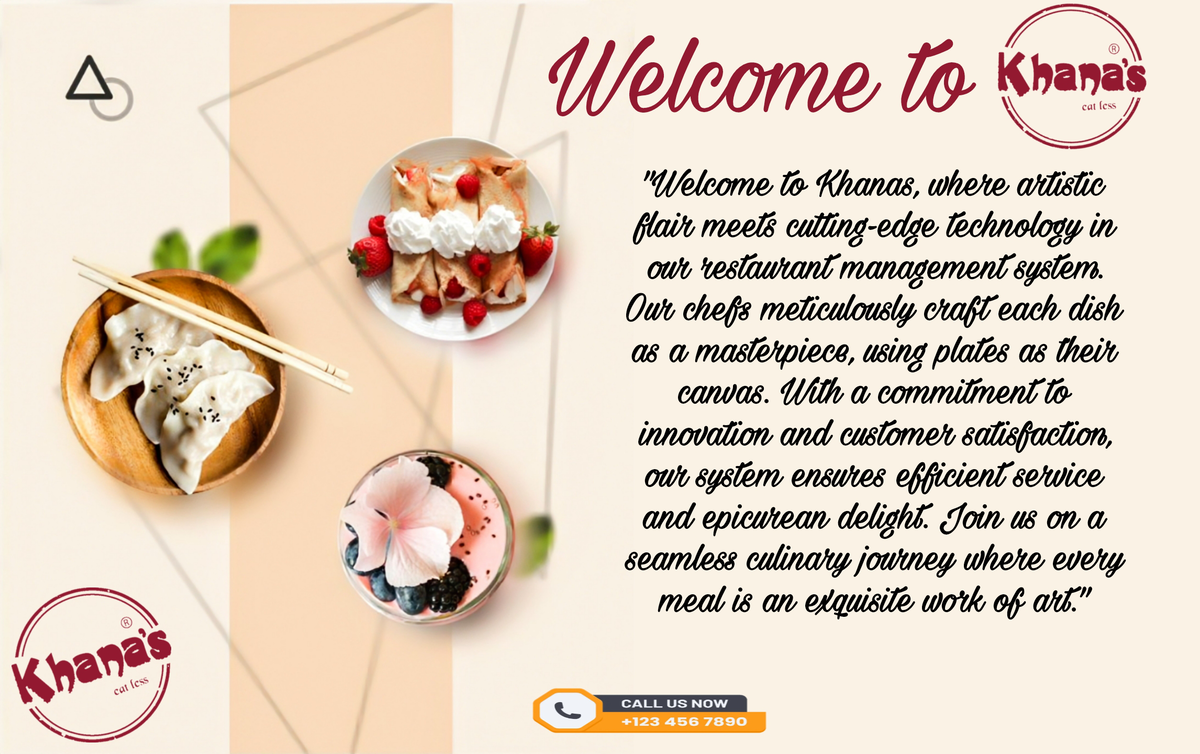 Welcome to
Khana's
®
eat less
"Welcome to Khanas, where artistic
flair meets cutting-edge technology in
our restaurant management system.
Our chefs meticulously craft each dish
as a masterpiece, using plates as their
canvas. With a commitment to
innovation and customer satisfaction,
our system ensures efficient service
and epicurean delight. Join us on a
seamless culinary journey where every
meal is an exquisite work of art."
Khana's
®
eat less
CALL US NOW
+123 456 7890